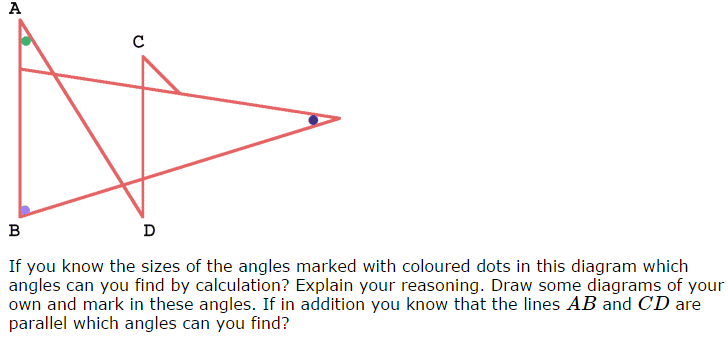 A
C
B
D
If you know the sizes of the angles marked with coloured dots in this diagram which
angles can you find by calculation? Explain your reasoning. Draw some diagrams of your
own and mark in these angles. If in addition you know that the lines AB and CD are
parallel which angles can you find?